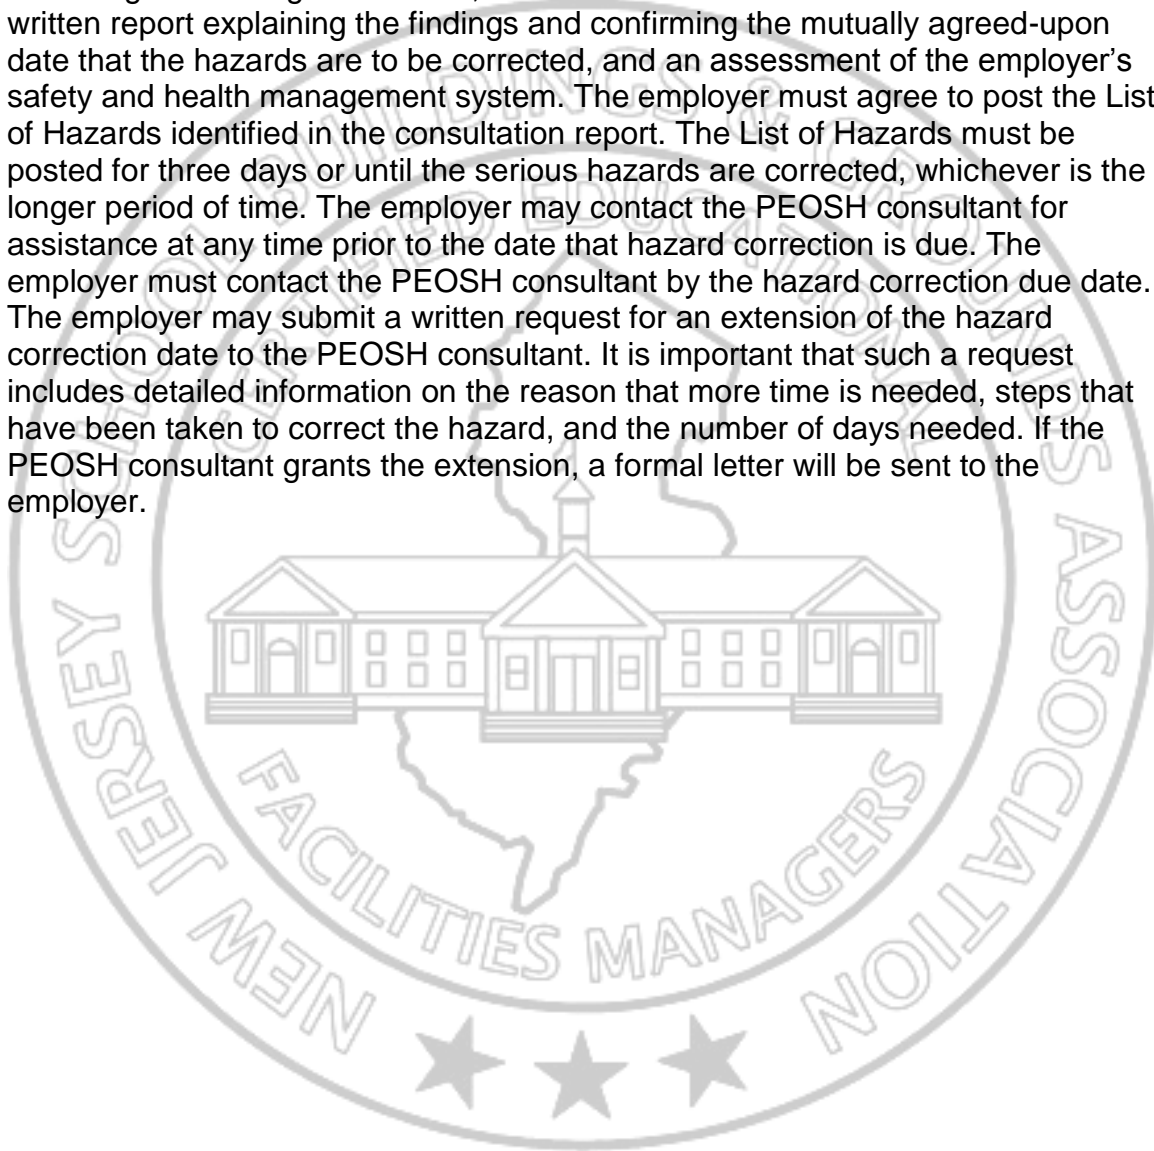 written report explaining the findings and confirming the mutually agreed-upon
date that the hazards are to be corrected, and an assessment of the employer’s
safety and health management system. The employer must agree to post the List
of Hazards identified in the consultation report. The List of Hazards must be
posted for three days or until the serious hazards are corrected, whichever is the
longer period of time. The employer may contact the PEOSH consultant for
assistance at any time prior to the date that hazard correction is due. The
employer must contact the PEOSH consultant by the hazard correction due date.
The employer may submit a written request for an extension of the hazard
correction date to the PEOSH consultant. It is important that such a request
includes detailed information on the reason that more time is needed, steps that
have been taken to correct the hazard, and the number of days needed. If the
PEOSH consultant grants the extension, a formal letter will be sent to the
employer.
NEW JERSEY SCHOOL BUILDINGS & GROUNDS ASSOCIATION
CERTIFIED EDUCATIONAL
FACILITIES MANAGERS